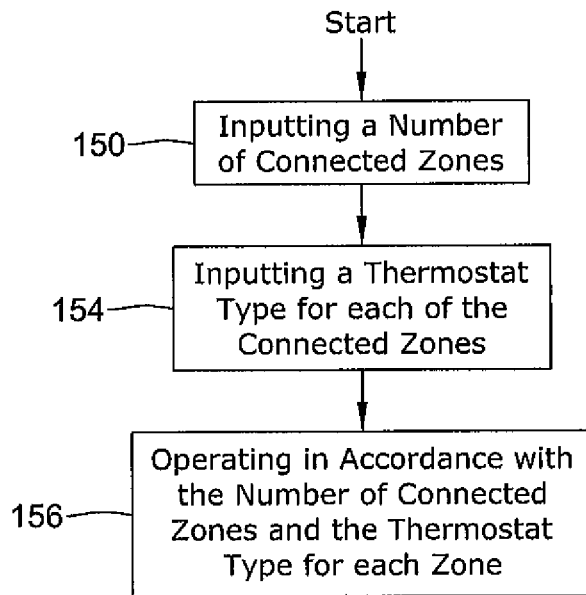 Start
150
Inputting a Number
of Connected Zones
154
Inputting a Thermostat
Type for each of the
Connected Zones
156
Operating in Accordance with
the Number of Connected
Zones and the Thermostat
Type for each Zone